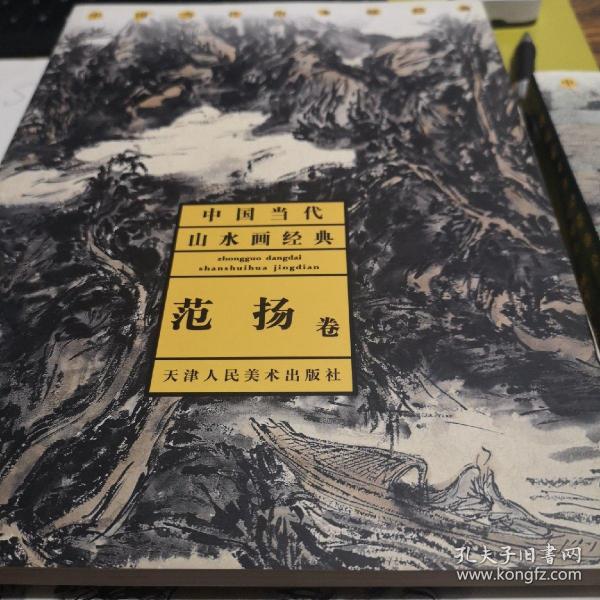 中国当代
山水画经典
zhongguo dangdai
shanshuihua jingdian
范扬卷
天津人民美术出版社
孔夫子旧书网
www.kongfz.com